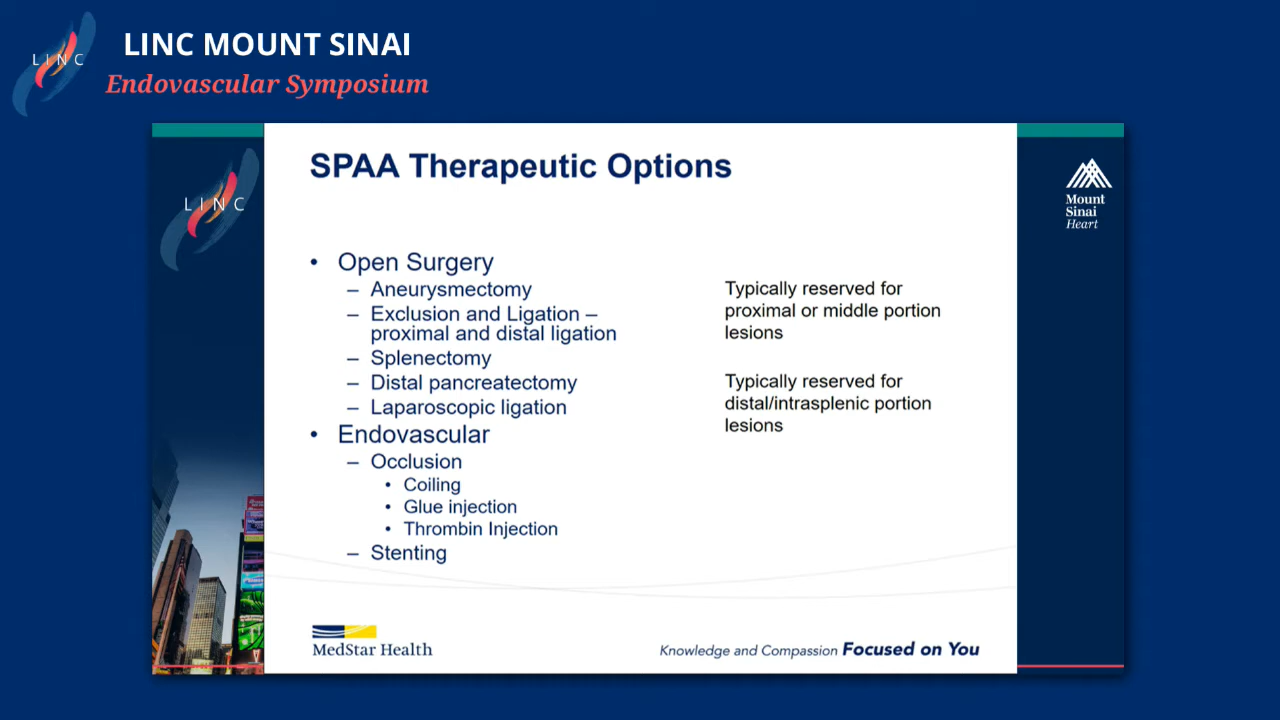 LINC
LINC MOUNT SINAI
Endovascular Symposium
LINC
Mount
Sinai
Heart
SPAA Therapeutic Options
• Open Surgery
– Aneurysmectomy
– Exclusion and Ligation –
proximal and distal ligation
– Splenectomy
– Distal pancreatectomy
– Laparoscopic ligation
Typically reserved for
proximal or middle portion
lesions
Typically reserved for
distal/intrasplenic portion
lesions
• Endovascular
– Occlusion
• Coiling
• Glue injection
• Thrombin Injection
– Stenting
MedStar Health
Knowledge and Compassion Focused on You